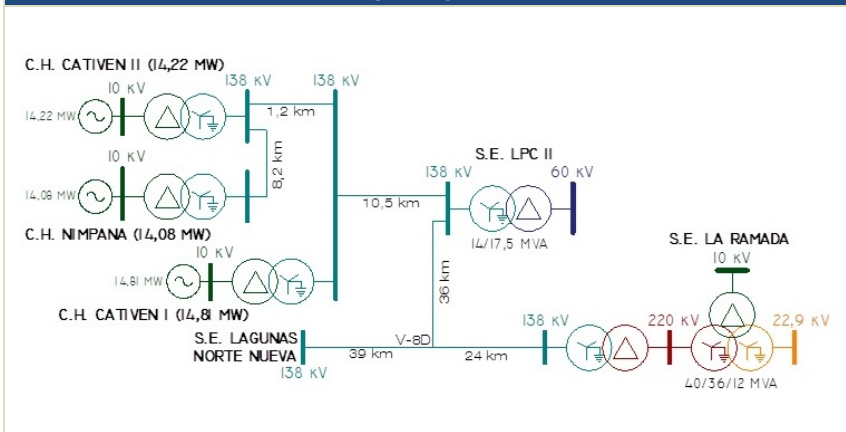 C.H. CATIVEN II (14,22 MW)
10 KV
138 KV
138 KV
14,22 MW
1,2 km
10 KV
8,2 km
14,08 MW
C.H. NIMPANA (14,08 MW)
10 KV
14,81 MW
C.H. CATIVEN I (14,81 MW)
10,5 km
S.E. LPC II
138 KV
60 KV
14/17,5 MVA
36 km
S.E. LAGUNAS
NORTE NUEVA
138 KV
39 km
V-8D
24 km
138 KV
220 KV
S.E. LA RAMADA
10 KV
22,9 KV
40/36/12 MVA